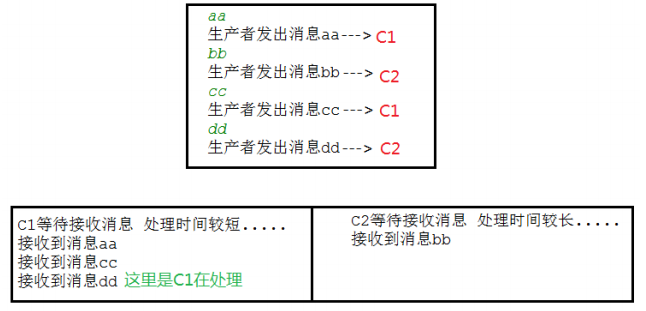 aa
生产者发出消息aa---> C1
bb
生产者发出消息bb---> C2
cc
生产者发出消息cc---> C1
dd
生产者发出消息dd---> C2
C1等待接收消息 处理时间较短.....
接收到消息aa
接收到消息cc
接收到消息dd 这里是C1在处理
C2等待接收消息 处理时间较长.....
接收到消息bb